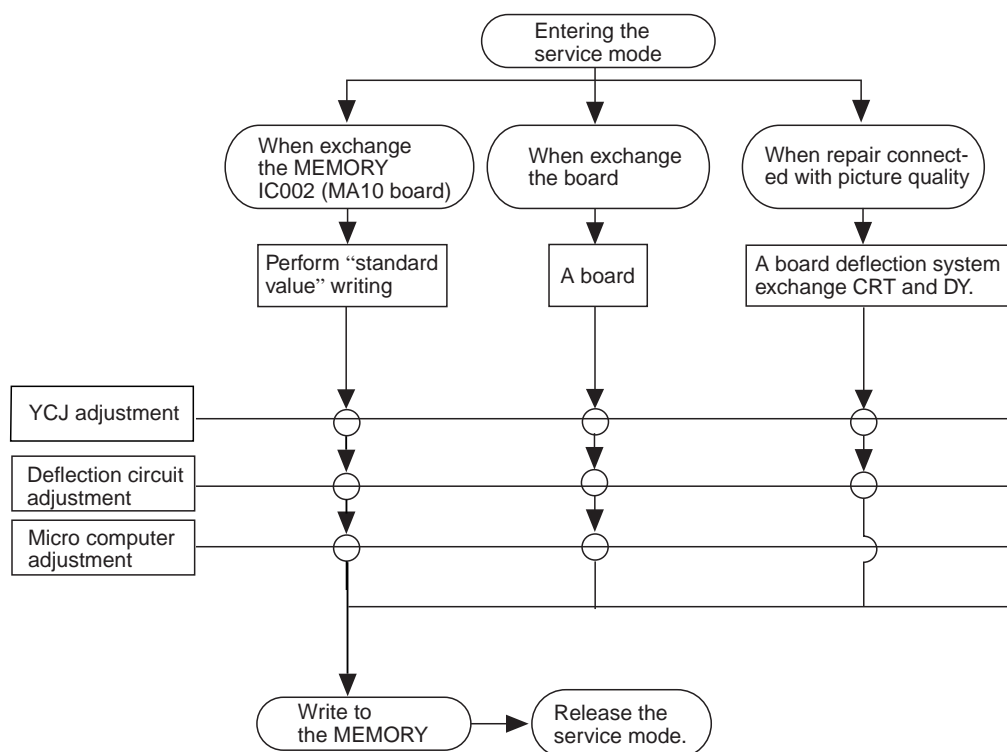 Entering the
service mode
When exchange
the MEMORY
IC002 (MA10 board)
When exchange
the board
When repair connect-
ed with picture quality
Perform “standard
value” writing
A board
A board deflection system
exchange CRT and DY.
YCJ adjustment
Deflection circuit
adjustment
Micro computer
adjustment
Write to
the MEMORY
Release the
service mode.